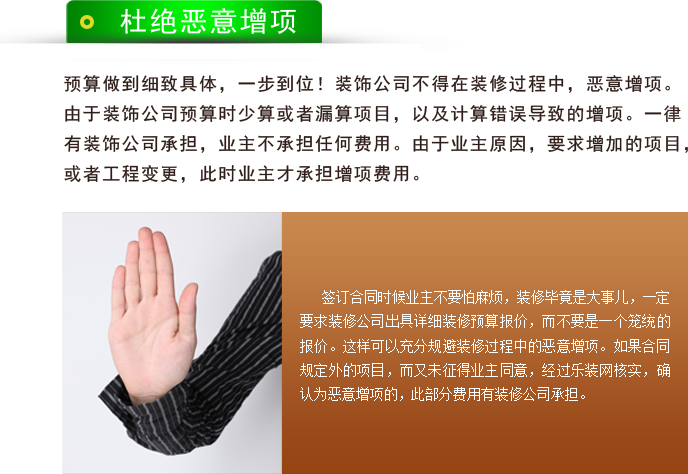 杜绝恶意增项
预算做到细致具体，一步到位！装饰公司不得在装修过程中，恶意增项。
由于装饰公司预算时少算或者漏算项目，以及计算错误导致的增项。一律
有装饰公司承担，业主不承担任何费用。由于业主原因，要求增加的项目，
或者工程变更，此时业主才承担增项费用。
签订合同时候业主不要怕麻烦，装修毕竟是大事儿，一定
要求装修公司出具详细装修预算报价，而不要是一个笼统的
报价。这样可以充分规避装修过程中的恶意增项。如果合同
规定外的项目，而又未征得业主同意，经过乐装网核实，确
认为恶意增项的，此部分费用有装修公司承担。